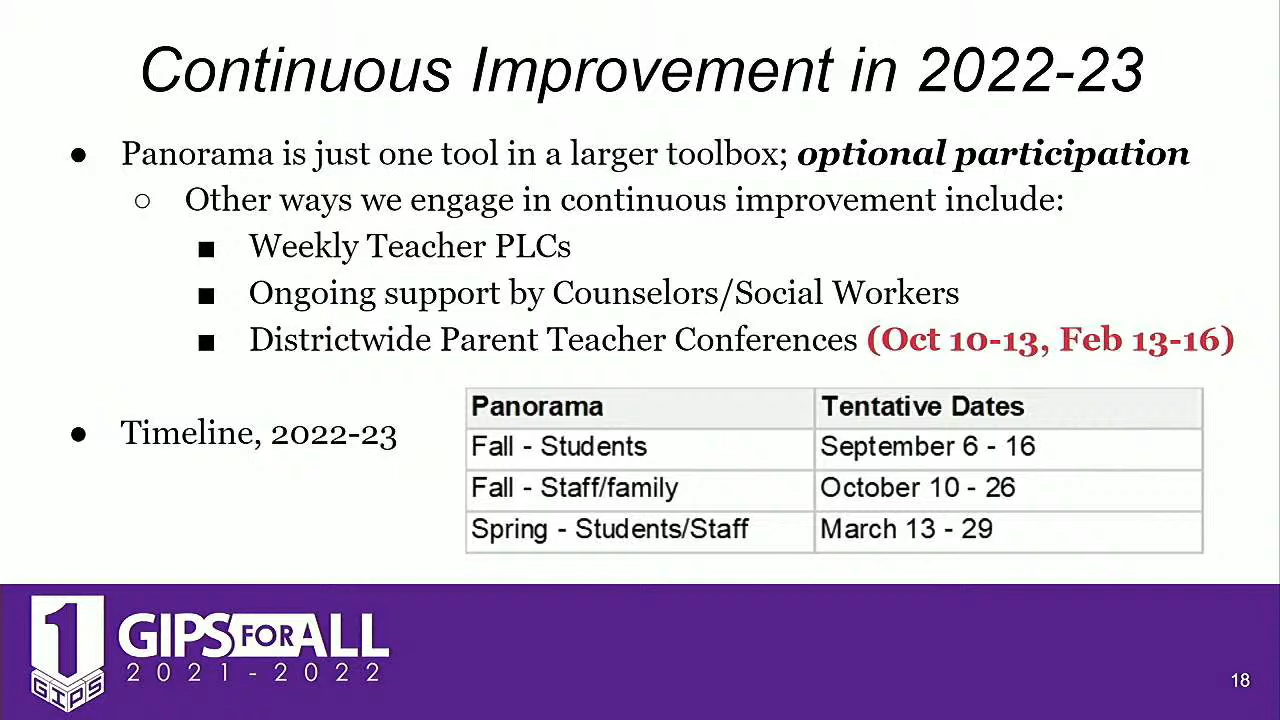 Continuous Improvement in 2022-23
● Panorama is just one tool in a larger toolbox; optional participation
○ Other ways we engage in continuous improvement include:
■ Weekly Teacher PLCs
■ Ongoing support by Counselors/Social Workers
■ Districtwide Parent Teacher Conferences (Oct 10-13, Feb 13-16)
● Timeline, 2022-23
Panorama Tentative Dates
Fall - Students September 6 - 16
Fall - Staff/family October 10 - 26
Spring - Students/Staff March 13 - 29
1
GIPS
GIPS FOR ALL
2021-2022
18